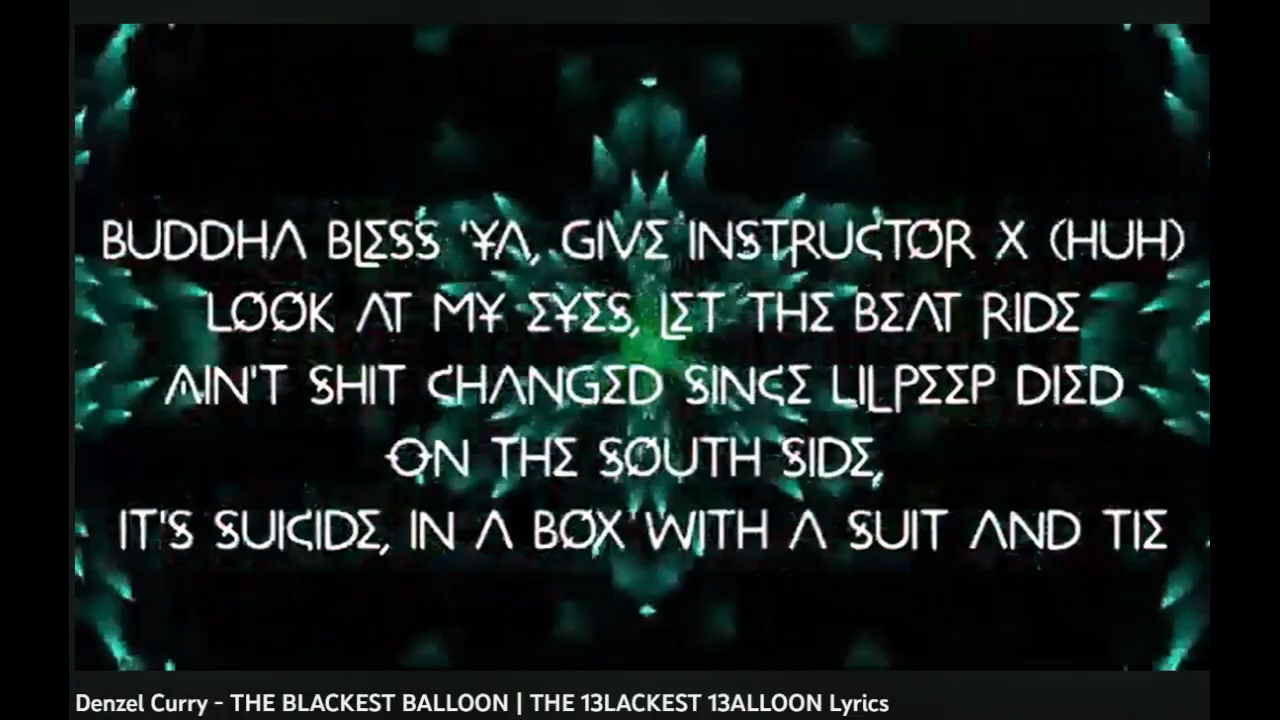 BUDDHA BLESS 'YA, GIVE INSTRUCTOR X (HUH)
LOOK AT MY EYES, LET THE BEAT RIDE
AIN'T SHIT CHANGED SINCE LILPEEP DIED
ON THE SOUTH SIDE,
IT'S SUICIDE, IN A BOX WITH A SUIT AND TIE
Denzel Curry - THE BLACKEST BALLOON | THE 13LACKEST 13ALLOON Lyrics